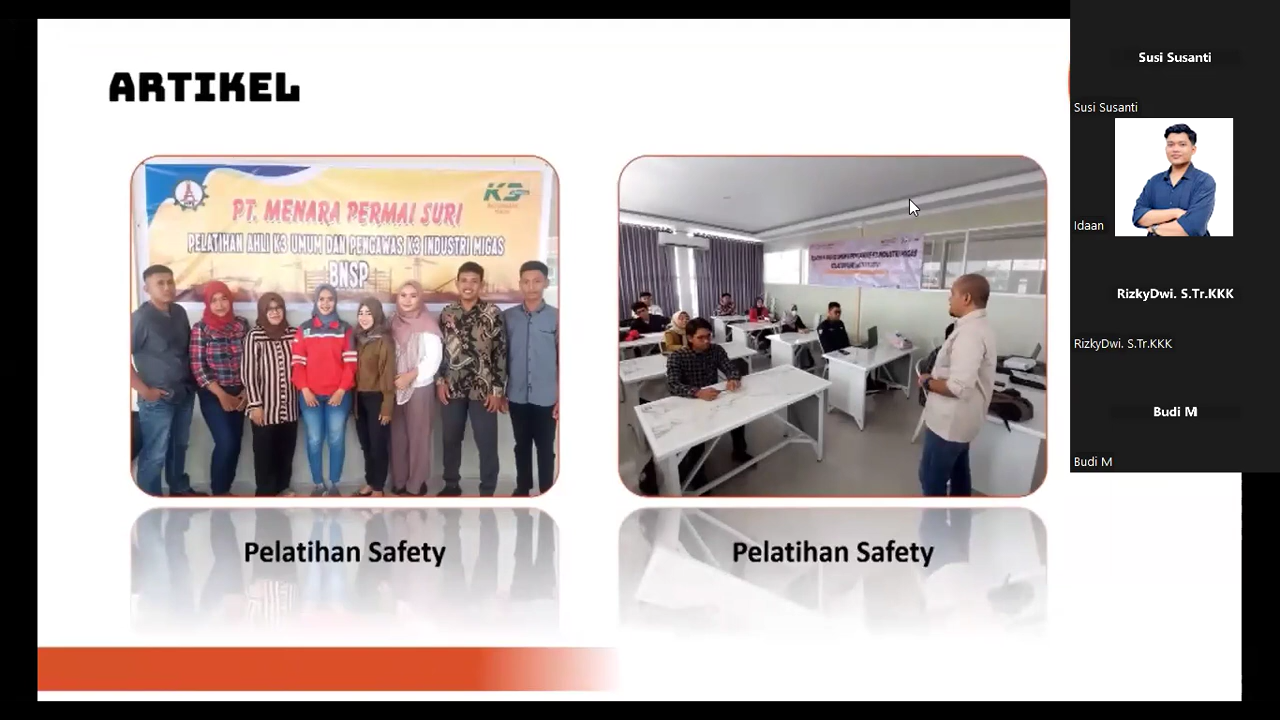 ARTIKEL
K3
PT. MENARA PERMAI SURI
PELATIHAN AHLI K3 UMUM DAN PENGAWAS K3 INDUSTRI MIGAS
BNSP
Pelatihan Safety
Pelatihan Safety
Susi Susanti
Susi Susanti
Idaan
RizkyDwi. S.Tr.KKK
RizkyDwi. S.Tr.KKK
Budi M
Budi M